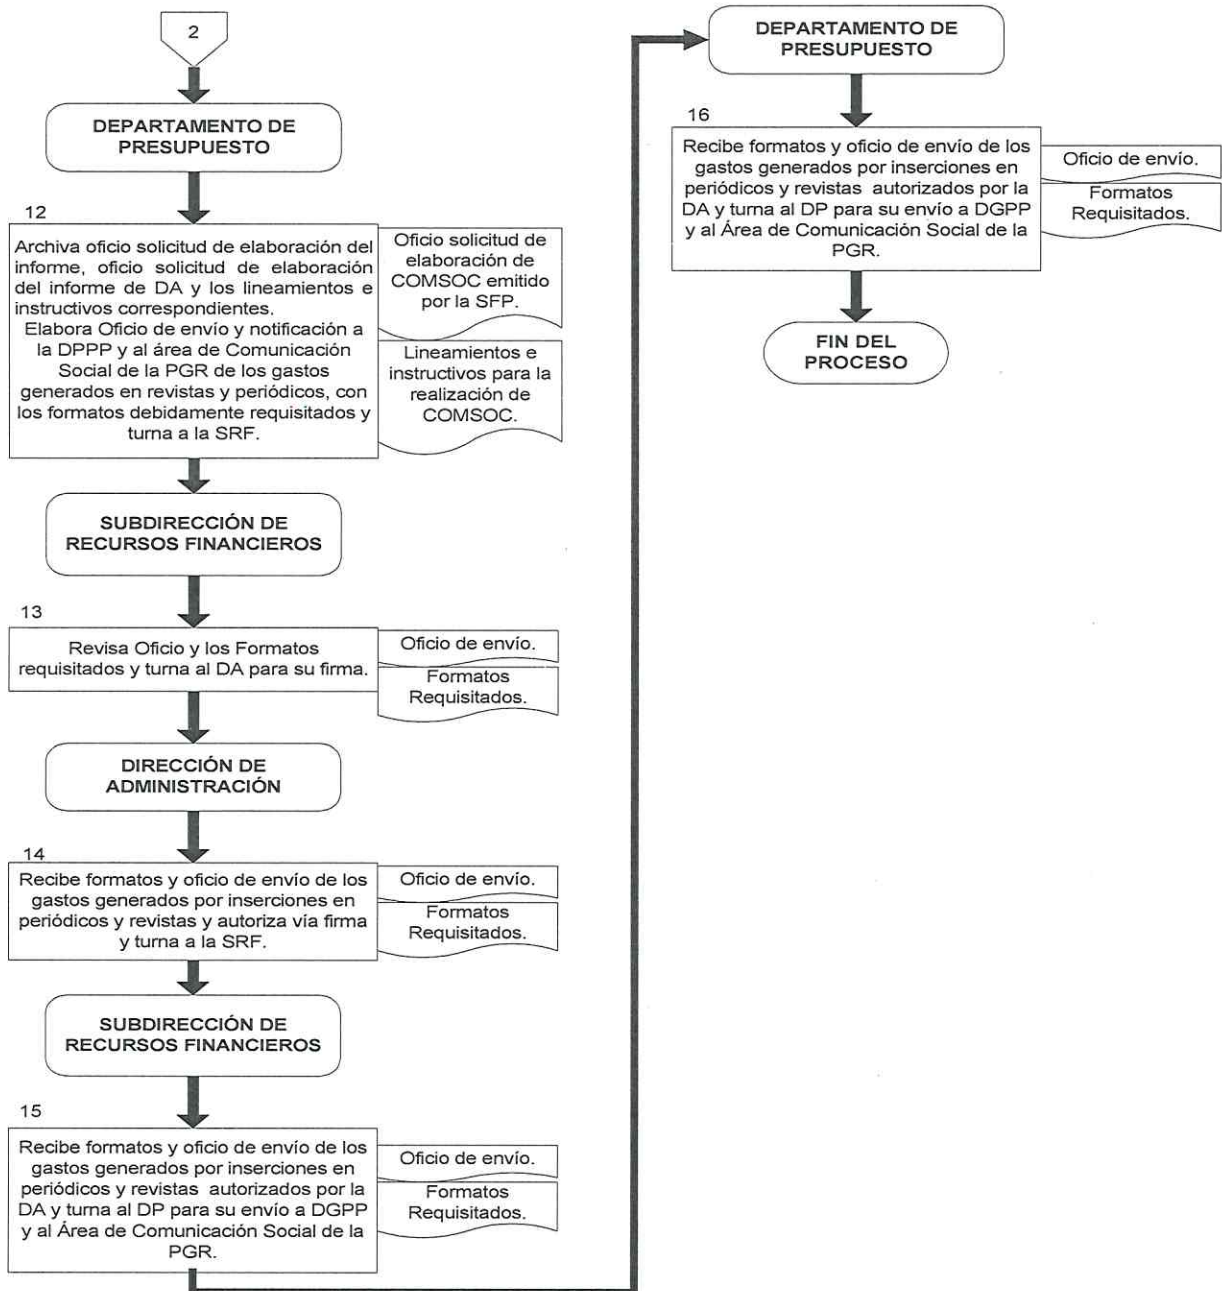 2
DEPARTAMENTO DE
PRESUPUESTO
12
Archiva oficio solicitud de elaboración del
informe, oficio solicitud de elaboración
del informe de DA y los lineamientos e
instructivos correspondientes.
Elabora Oficio de envío y notificación a
la DPPP y al área de Comunicación
Social de la PGR de los gastos
generados en revistas y periódicos, con
los formatos debidamente requisitados y
turna a la SRF.
Oficio solicitud de
elaboración de
COMSOC emitido
por la SFP.
Lineamientos e
instructivos para la
realización de
COMSOC.
SUBDIRECCIÓN DE
RECURSOS FINANCIEROS
13
Revisa Oficio y los Formatos
requisitados y turna al DA para su firma.
Oficio de envío.
Formatos
Requisitados.
DIRECCIÓN DE
ADMINISTRACIÓN
14
Recibe formatos y oficio de envío de los
gastos generados por inserciones en
periódicos y revistas y autoriza vía firma
y turna a la SRF.
Oficio de envío.
Formatos
Requisitados.
SUBDIRECCIÓN DE
RECURSOS FINANCIEROS
15
Recibe formatos y oficio de envío de los
gastos generados por inserciones en
periódicos y revistas autorizados por la
DA y turna al DP para su envío a DGPP
y al Área de Comunicación Social de la
PGR.
Oficio de envío.
Formatos
Requisitados.
DEPARTAMENTO DE
PRESUPUESTO
16
Recibe formatos y oficio de envío de los
gastos generados por inserciones en
periódicos y revistas autorizados por la
DA y turna al DP para su envío a DGPP
y al Área de Comunicación Social de la
PGR.
Oficio de envío.
Formatos
Requisitados.
FIN DEL
PROCESO